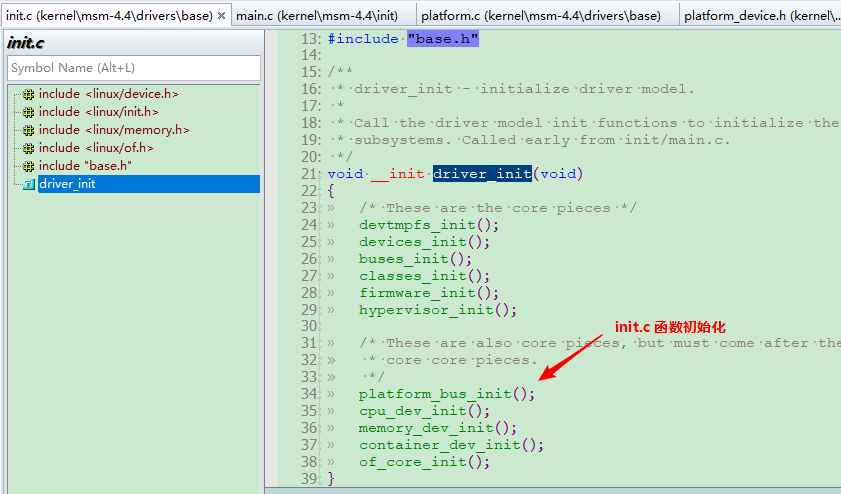 init.c (kernel\msm-4.4\drivers\base) × main.c (kernel\msm-4.4\init) platform.c (kernel\msm-4.4\drivers\base) platform_device.h (kernel\...
init.c
Symbol Name (Alt+L)
include <linux/device.h>
include <linux/init.h>
include <linux/memory.h>
include <linux/of.h>
include "base.h"
driver_init
13: #include "base.h"
14:
15: /**
16: * driver_init - initialize driver model.
17: *
18: * Call the driver model init functions to initialize the
19: * subsystems. Called early from init/main.c.
20: */
21: void __init driver_init(void)
22: {
23: » /* These are the core pieces */
24: » devtmpfs_init();
25: » devices_init();
26: » buses_init();
27: » classes_init();
28: » firmware_init();
29: » hypervisor_init();
30:
init.c 函数初始化
31: » /* These are also core pieces, but must come after the
32: » * core core pieces.
33: » */
34: » platform_bus_init();
35: » cpu_dev_init();
36: » memory_dev_init();
37: » container_dev_init();
38: » of_core_init();
39: }